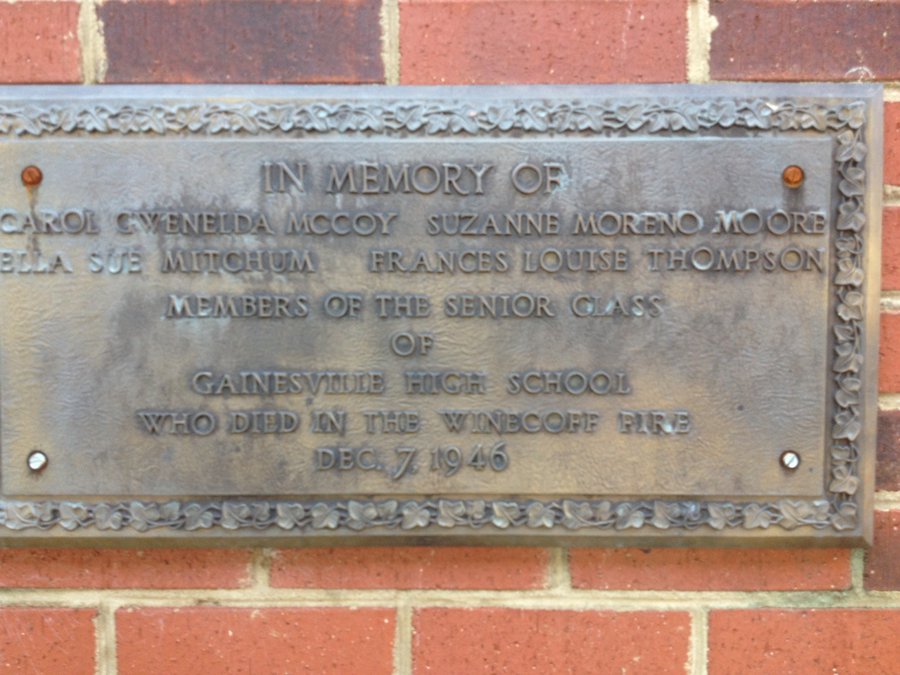 IN MEMORY OF
CAROL GWENELDA MCCOY SUZANNE MORENO MOORE
ELLA SUE MITCHUM FRANCES LOUISE THOMPSON
MEMBERS OF THE SENIOR CLASS
OF
GAINESVILLE HIGH SCHOOL
WHO DIED IN THE WINECOFF FIRE
DEC. 7, 1946